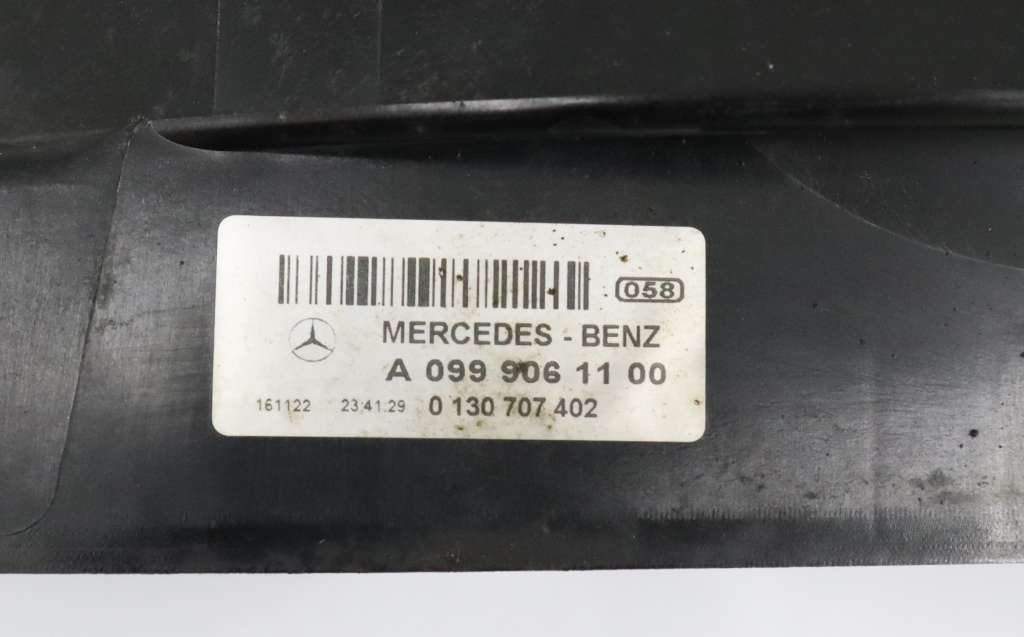 058
MERCEDES - BENZ
A 099 906 11 00
161122 23:41:29 0 130 707 402